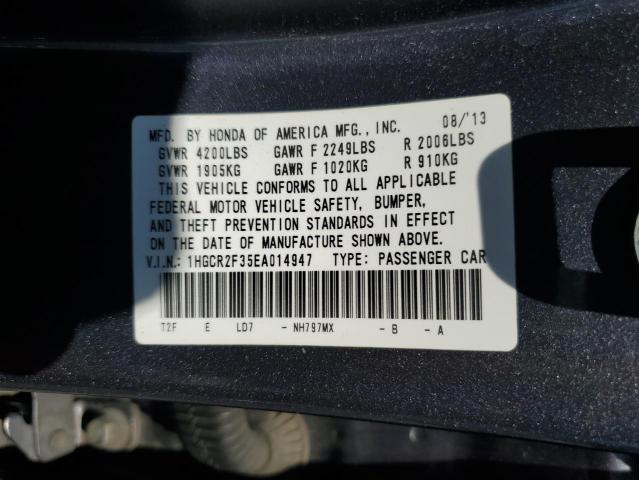 MFD. BY HONDA OF AMERICA MFG., INC. 08/'13
GVWR 4200LBS GAWR F 2249LBS R 2006LBS
GVWR 1905KG GAWR F 1020KG R 910KG
THIS VEHICLE CONFORMS TO ALL APPLICABLE
FEDERAL MOTOR VEHICLE SAFETY, BUMPER,
AND THEFT PREVENTION STANDARDS IN EFFECT
ON THE DATE OF MANUFACTURE SHOWN ABOVE.
V.I.N.: 1HGCR2F35EA014947 TYPE: PASSENGER CAR
T2F E LD7 - NH797MX - B - A